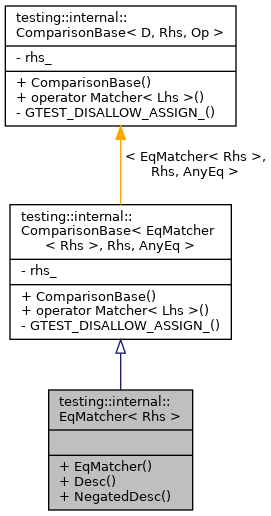 testing::internal::
ComparisonBase< D, Rhs, Op >
- rhs_
+ ComparisonBase()
+ operator Matcher< Lhs >()
- GTEST_DISALLOW_ASSIGN_()
< EqMatcher< Rhs >,
Rhs, AnyEq >
testing::internal::
ComparisonBase< EqMatcher
< Rhs >, Rhs, AnyEq >
- rhs_
+ ComparisonBase()
+ operator Matcher< Lhs >()
- GTEST_DISALLOW_ASSIGN_()
testing::internal::
EqMatcher< Rhs >
+ EqMatcher()
+ Desc()
+ NegatedDesc()